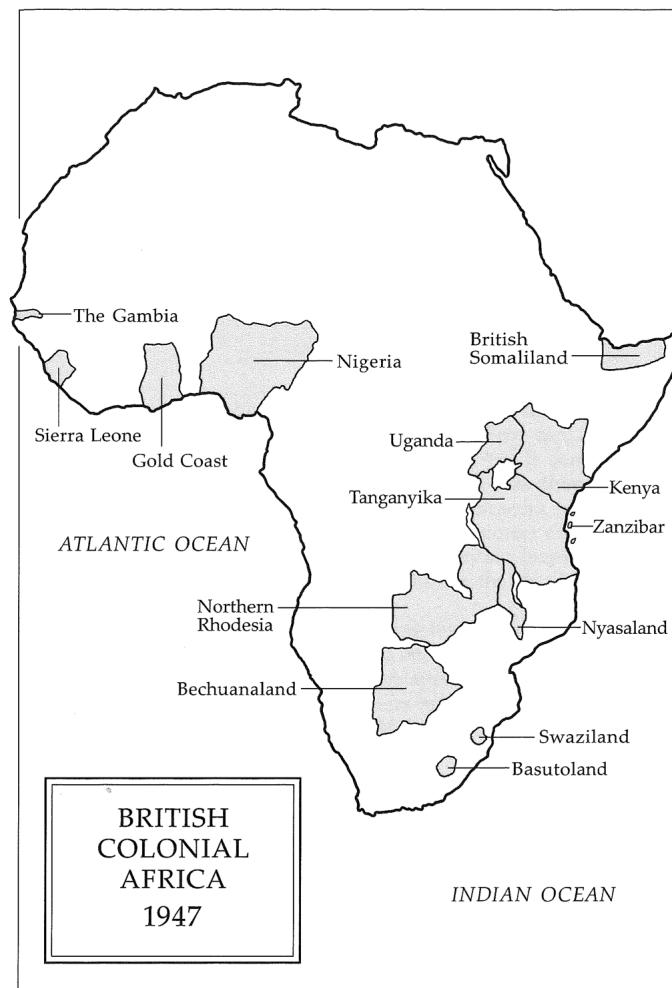 The Gambia
Nigeria
British
Somaliland
Sierra Leone
Gold Coast
Uganda
Tanganyika
Kenya
Zanzibar
ATLANTIC OCEAN
Northern
Rhodesia
Nyasaland
Bechuanaland
Swaziland
Basutoland
BRITISH
COLONIAL
AFRICA
1947
INDIAN OCEAN